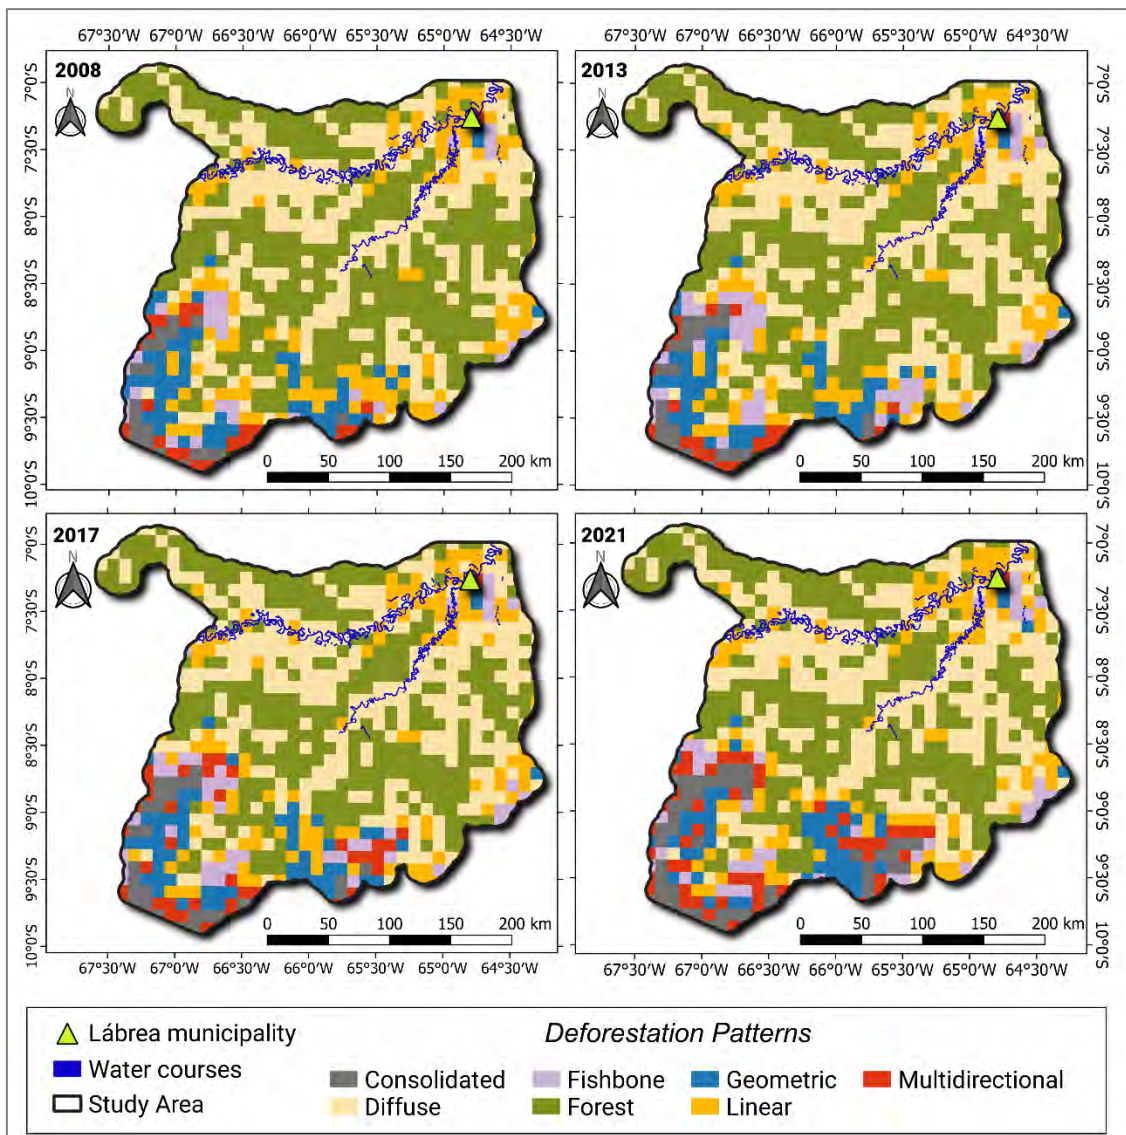 67°30'W 67°0'W 66°30'W 66°0'W 65°30'W 65°0'W 64°30'W
67°30'W 67°0'W 66°30'W 66°0'W 65°30'W 65°0'W 64°30'W
2008
N
7°0'S
7°30'S
8°0'S
8°30'S
9°0'S
9°30'S
10°0'S
0 50 100 150 200 km
2013
N
7°0'S
7°30'S
8°0'S
8°30'S
9°0'S
9°30'S
10°0'S
0 50 100 150 200 km
2017
N
7°0'S
7°30'S
8°0'S
8°30'S
9°0'S
9°30'S
10°0'S
0 50 100 150 200 km
2021
N
7°0'S
7°30'S
8°0'S
8°30'S
9°0'S
9°30'S
10°0'S
0 50 100 150 200 km
67°30'W 67°0'W 66°30'W 66°0'W 65°30'W 65°0'W 64°30'W
67°30'W 67°0'W 66°30'W 66°0'W 65°30'W 65°0'W 64°30'W
Lábrea municipality
Water courses
Study Area
Deforestation Patterns
Consolidated Fishbone Geometric Multidirectional
Diffuse Forest Linear